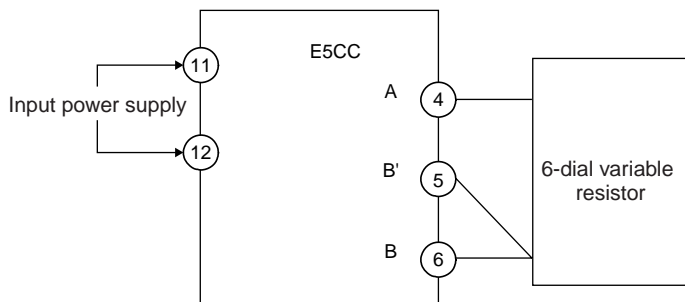 E5CC
11
Input power supply
12
A
4
B'
5
B
6
6-dial variable
resistor